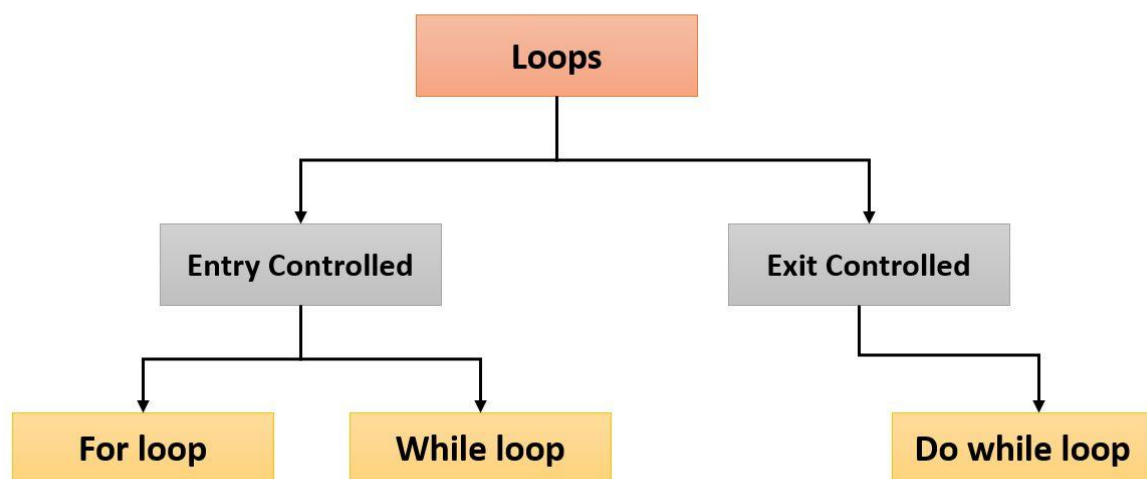 Loops
Entry Controlled
Exit Controlled
For loop
While loop
Do while loop